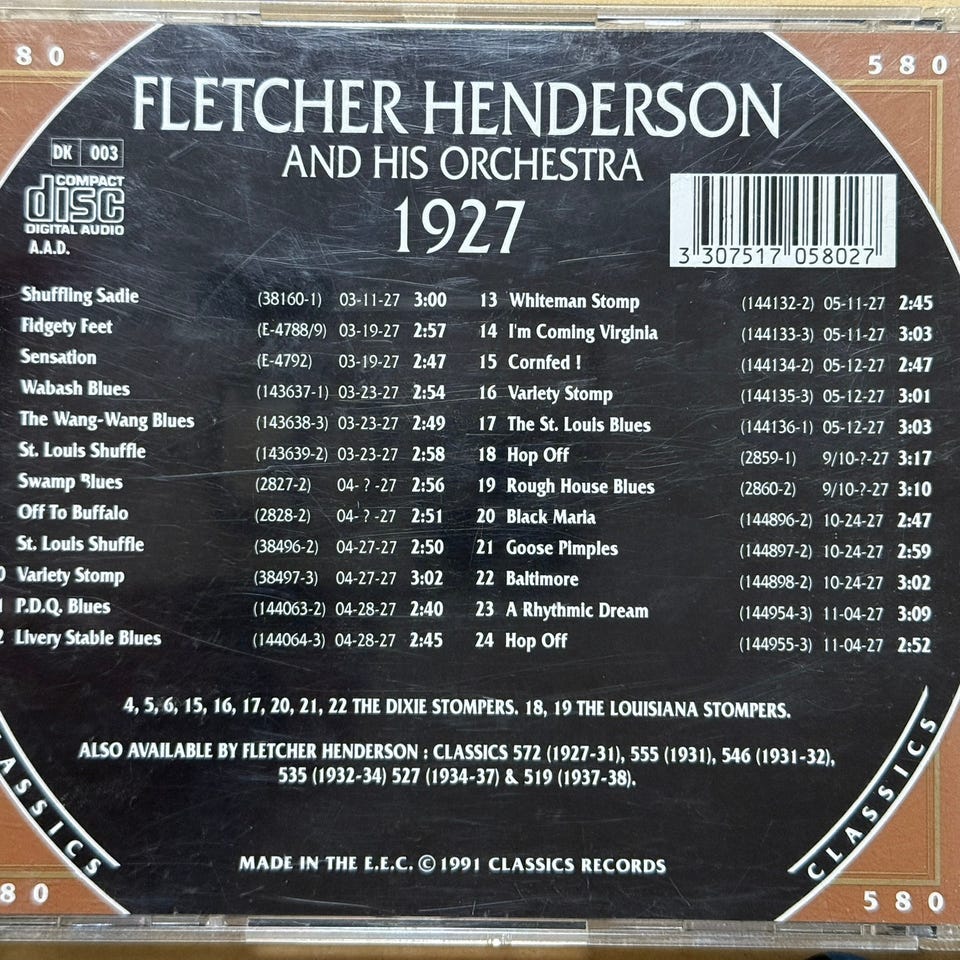 80
580
FLETCHER HENDERSON
AND HIS ORCHESTRA
1927
DK 003
COMPACT
disc
DIGITAL AUDIO
A.A.D.
3 307517 058027
Shuffling Sadie (38160-1) 03-11-27 3:00
Fidgety Feet (E-4788/9) 03-19-27 2:57
Sensation (E-4792) 03-19-27 2:47
Wabash Blues (143637-1) 03-23-27 2:54
The Wang-Wang Blues (143638-3) 03-23-27 2:49
St. Louis Shuffle (143639-2) 03-23-27 2:58
Swamp Blues (2827-2) 04- ? -27 2:56
Off To Buffalo (2828-2) 04- ? -27 2:51
St. Louis Shuffle (38496-2) 04-27-27 2:50
0 Variety Stomp (38497-3) 04-27-27 3:02
1 P.D.Q. Blues (144063-2) 04-28-27 2:40
2 Livery Stable Blues (144064-3) 04-28-27 2:45
13 Whiteman Stomp (144132-2) 05-11-27 2:45
14 I'm Coming Virginia (144133-3) 05-11-27 3:03
15 Cornfed ! (144134-2) 05-12-27 2:47
16 Variety Stomp (144135-3) 05-12-27 3:01
17 The St. Louis Blues (144136-1) 05-12-27 3:03
18 Hop Off (2859-1) 9/10-?-27 3:17
19 Rough House Blues (2860-2) 9/10-?-27 3:10
20 Black Maria (144896-2) 10-24-27 2:47
21 Goose Pimples (144897-2) 10-24-27 2:59
22 Baltimore (144898-2) 10-24-27 3:02
23 A Rhythmic Dream (144954-3) 11-04-27 3:09
24 Hop Off (144955-3) 11-04-27 2:52
4, 5, 6, 15, 16, 17, 20, 21, 22 THE DIXIE STOMPERS. 18, 19 THE LOUISIANA STOMPERS.
ALSO AVAILABLE BY FLETCHER HENDERSON : CLASSICS 572 (1927-31), 555 (1931), 546 (1931-32),
535 (1932-34) 527 (1934-37) & 519 (1937-38).
MADE IN THE E.E.C. © 1991 CLASSICS RECORDS
LASSICS
CLASSICS
80
580